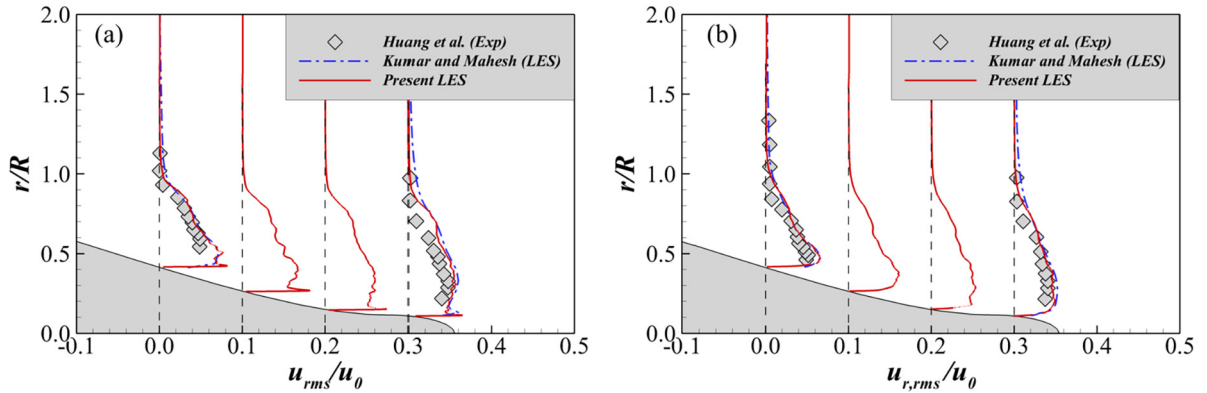 (a)
Huang et al. (Exp)
Kumar and Mahesh (LES)
Present LES
r/R
2.0
1.5
1.0
0.5
0.0
-0.1 0.0 0.1 0.2 0.3 0.4 0.5
u_rms/u_0
(b)
Huang et al. (Exp)
Kumar and Mahesh (LES)
Present LES
r/R
2.0
1.5
1.0
0.5
0.0
-0.1 0.0 0.1 0.2 0.3 0.4 0.5
u_r,rms/u_0